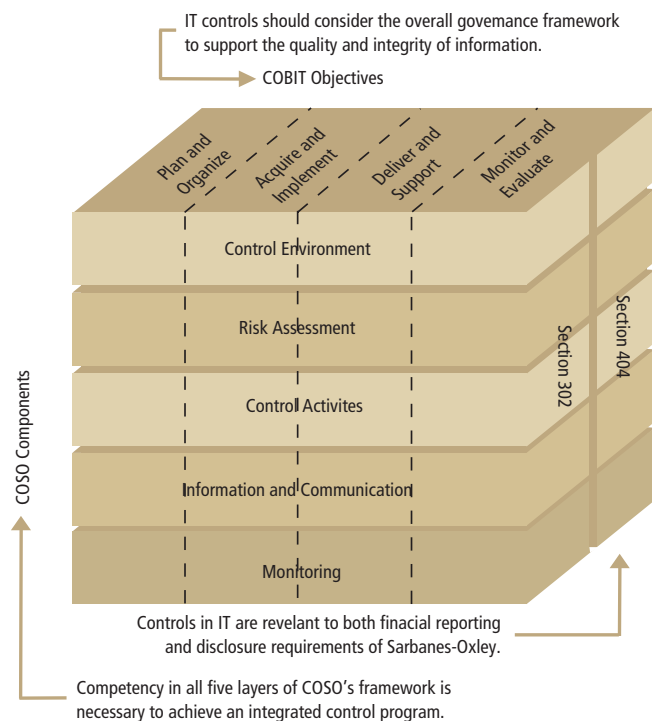 IT controls should consider the overall governance framework
to support the quality and integrity of information.
COBIT Objectives
Plan and
Organize
Acquire and
Implement
Deliver and
Support
Monitor and
Evaluate
Control Environment
Risk Assessment
Control Activites
Information and Communication
Monitoring
Section 302
Section 404
COSO Components
Controls in IT are revelant to both finacial reporting
and disclosure requirements of Sarbanes-Oxley.
Competency in all five layers of COSO's framework is
necessary to achieve an integrated control program.